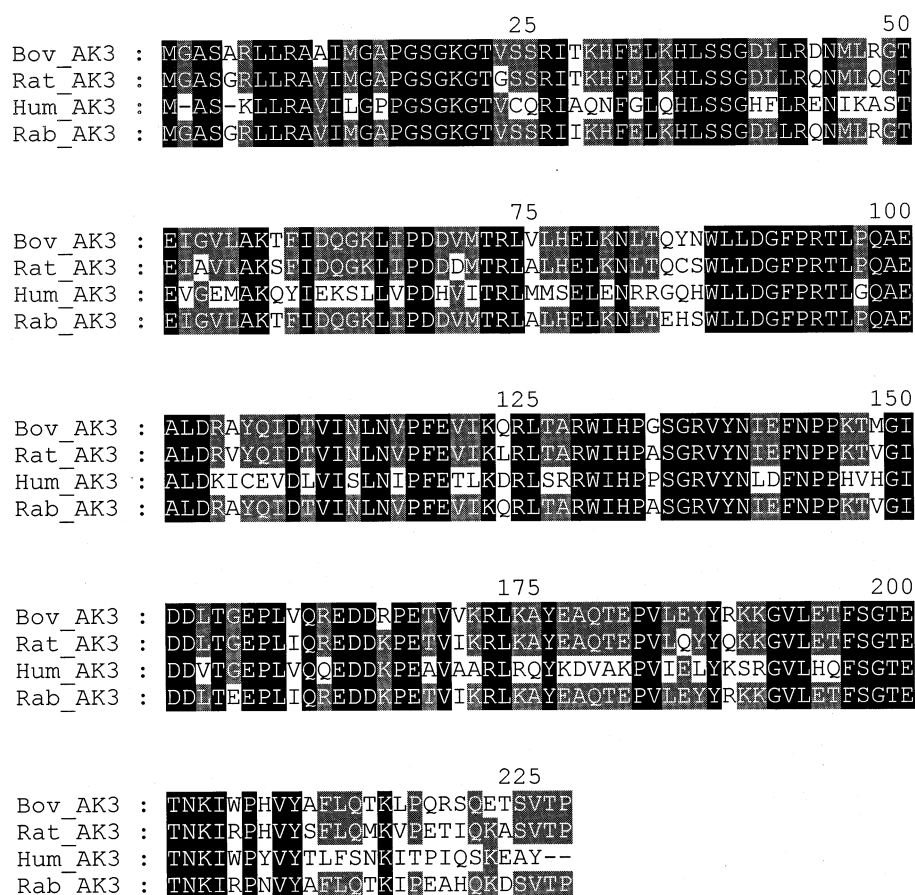 25 50
Bov_AK3 : MGASARLLRAAIMGAPGSGKGTVSSRITKHFELKHLSSGDLLRDNMLRGT
Rat_AK3 : MGASGRLLRAVIMGAPGSGKGTGSSRITKHFELKHLSSGDLLRQNMLQGT
Hum_AK3 : M-AS-KLLRAVILGPPGSGKGTVCQRIAQNFGLQHLSSGHFLRENIKAST
Rab_AK3 : MGASGRLLRAVIMGAPGSGKGTVSSRIIKHFELKHLSSGDLLRQNMLRGT
75 100
Bov_AK3 : EIGVLAKTFIDQGKLIPDDVMTRLVLHELKNLTQYNWLLDGFPRTLPQAE
Rat_AK3 : EIAVLAKSFIDQGKLIPDDDMTRLALHELKNLTQCSWLLDGFPRTLPQAE
Hum_AK3 : EVGEMAKQYIEKSLLVPDHVITRLMMSELENRRGQHWLLDGFPRTLGQAE
Rab_AK3 : EIGVLAKTFIDQGKLIPDDVMTRLALHELKNLTEHSWLLDGFPRTLPQAE
125 150
Bov_AK3 : ALDRAYQIDTVINLNVPFEVIKQRLTARWIHPGSGRVYNIEFNPPKTMGI
Rat_AK3 : ALDRVYQIDTVINLNVPFEVIKLRLTARWIHPASGRVYNIEFNPPKTVGI
Hum_AK3 : ALDKICEVDLVISLNIPFETLKDRLSRRWIHPPSGRVYNLDFNPPHVHGI
Rab_AK3 : ALDRAYQIDTVINLNVPFEVIKQRLTARWIHPASGRVYNIEFNPPKTVGI
175 200
Bov_AK3 : DDLTGEPLVQREDDRPETVVKRLKAYEAQTEPVLEYYRKKGVLETFSGTE
Rat_AK3 : DDLTGEPLIQREDDKPETVIKRLKAYEAQTEPVLQYYQKKGVLETFSGTE
Hum_AK3 : DDVTGEPLVQQEDDKPEAVAARLRQYKDVAKPVIELYKSRGVLHQFSGTE
Rab_AK3 : DDLTEEPLIQREDDKPETVIKRLKAYEAQTEPVLEYYRKKGVLETFSGTE
225
Bov_AK3 : TNKIWPHVYAFLQTKLPQRSQETSVTP
Rat_AK3 : TNKIRPHVYSFLQMKVPETIQKASVTP
Hum_AK3 : TNKIWPYVYTLFSNKITPIQSKEAY--
Rab_AK3 : TNKIRPNVYAFLQTKIPEAHQKDSVTP